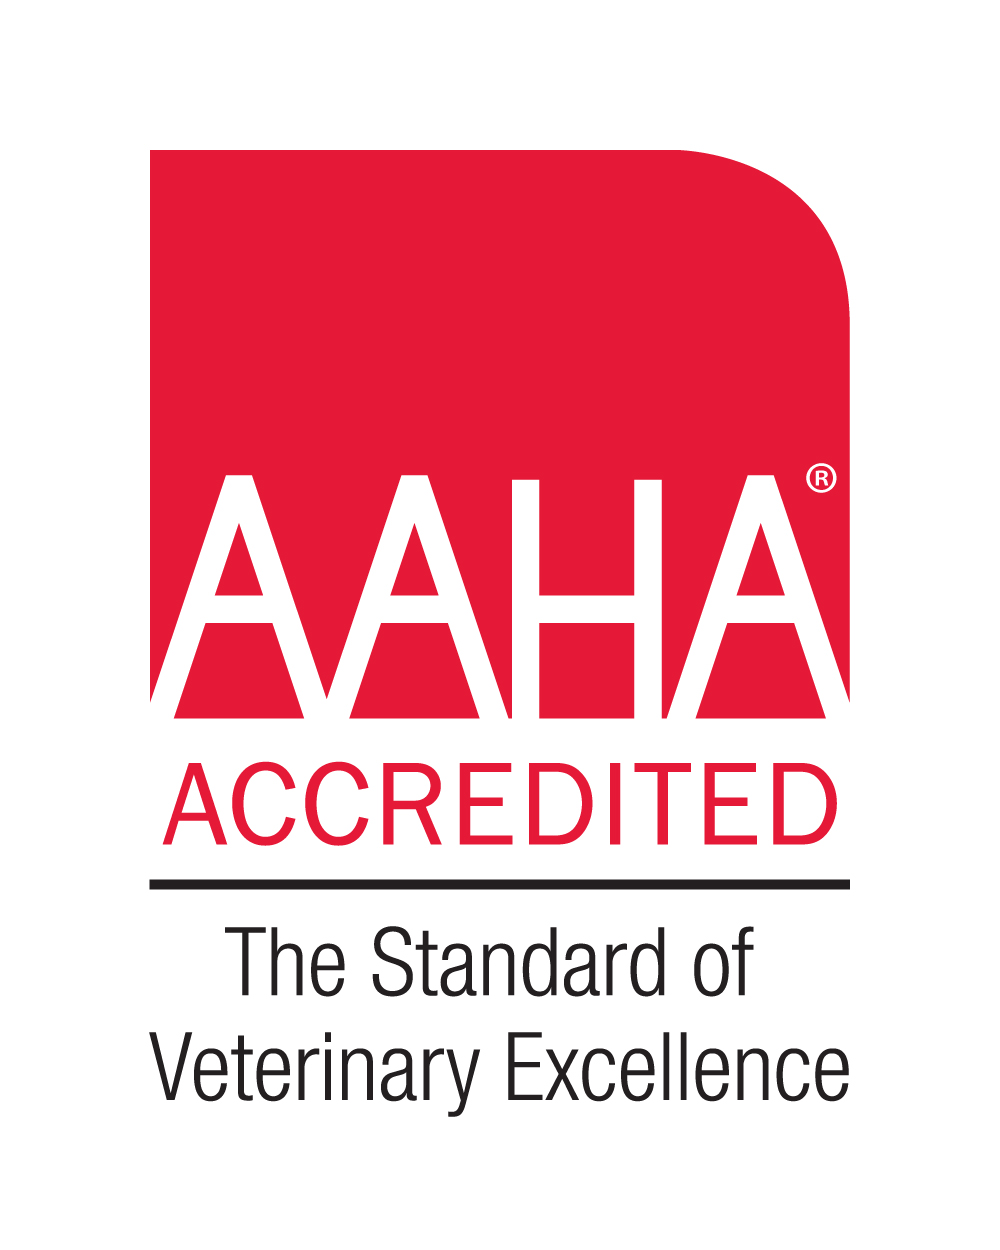 AAHA®
ACCREDITED
The Standard of
Veterinary Excellence